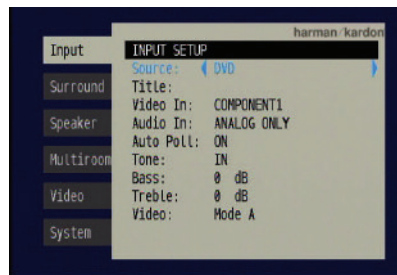 harman/kardon
Input
Surround
Speaker
Multiroom
Video
System
INPUT SETUP
Source: DVD
Title:
Video In: COMPONENT1
Audio In: ANALOG ONLY
Auto Poll: ON
Tone: IN
Bass: 0 dB
Treble: 0 dB
Video: Mode A